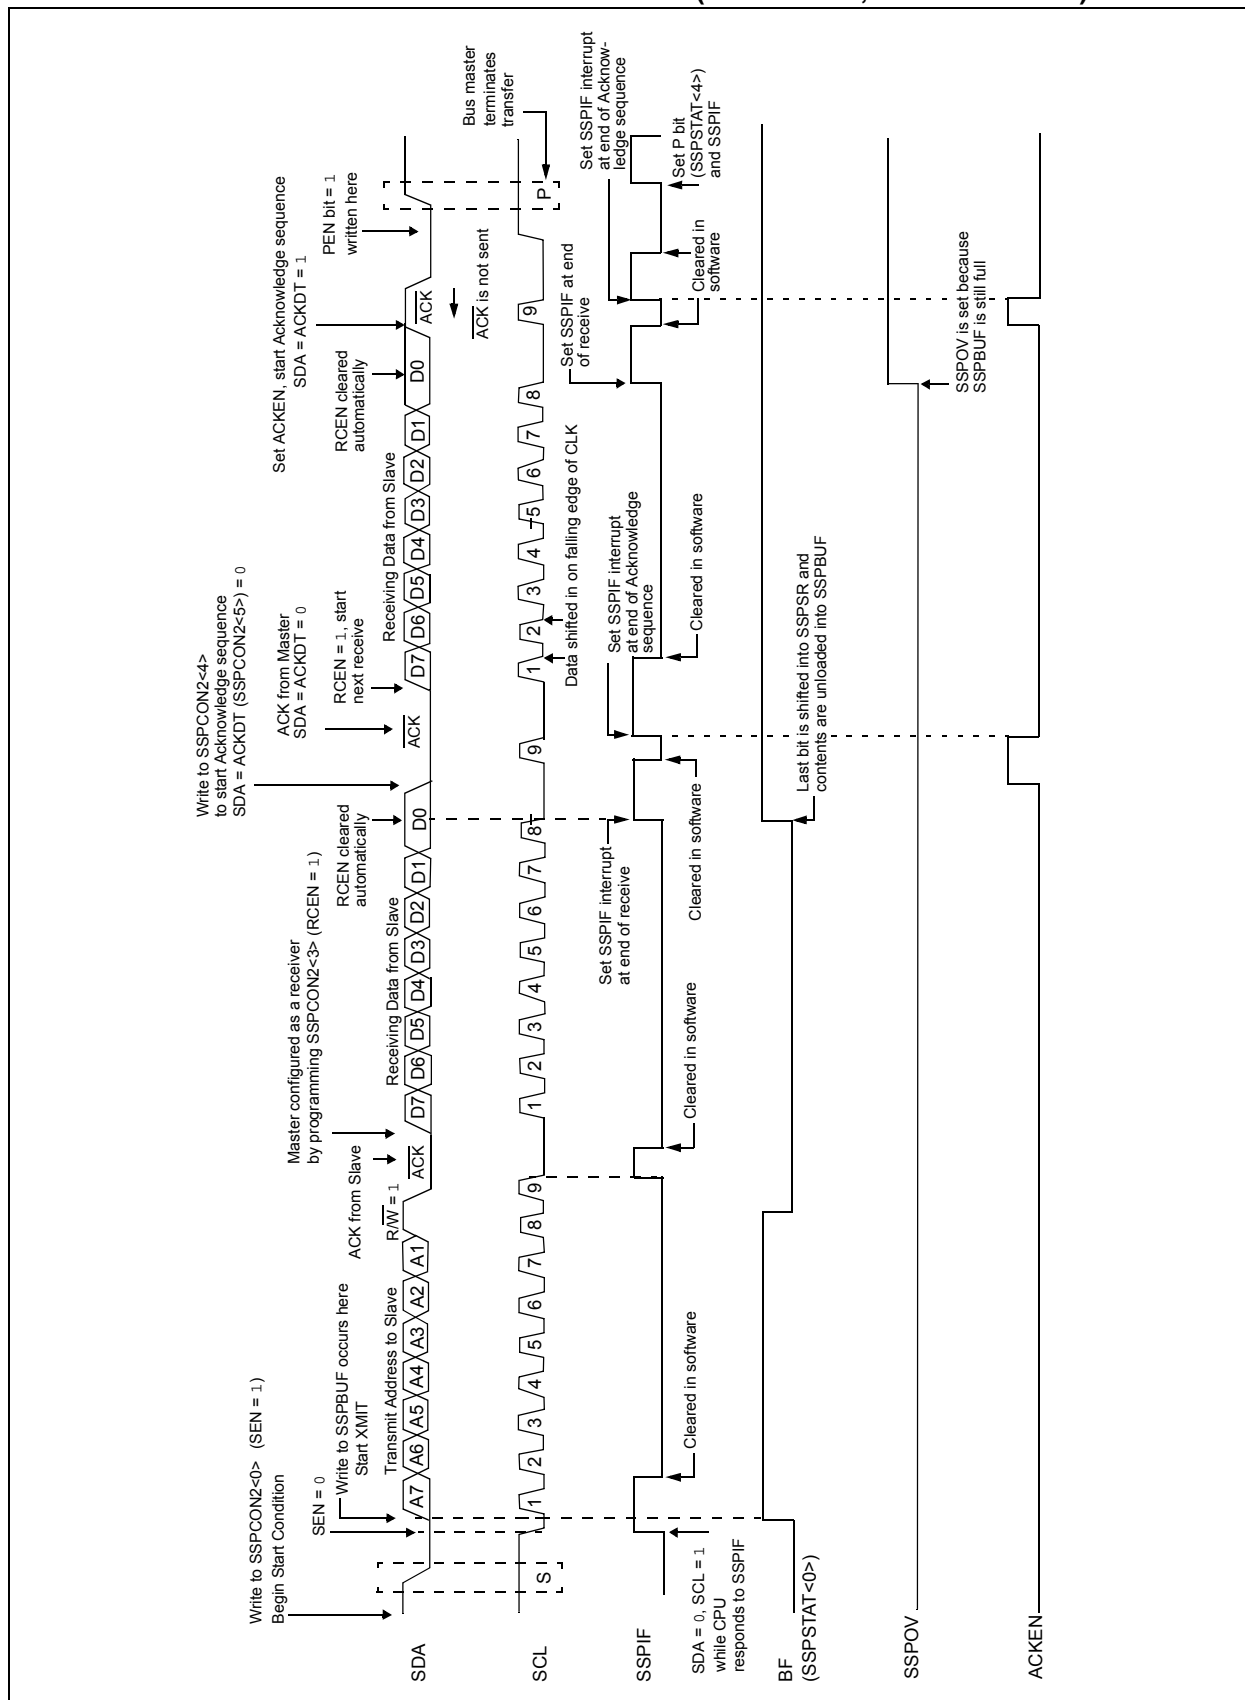 Write to SSPCON2<0> (SEN = 1)
Begin Start Condition
SEN = 0
Write to SSPBUF occurs here
Start XMIT
Write to SSPCON2<4>
to start Acknowledge sequence
SDA = ACKDT (SSPCON2<5>) = 0
Master configured as a receiver
by programming SSPCON2<3> (RCEN = 1)
ACK from Master
SDA = ACKDT = 0
Set ACKEN, start Acknowledge sequence
SDA = ACKDT = 1
RCEN cleared
automatically
RCEN = 1, start
next receive
RCEN cleared
automatically
PEN bit = 1
written here
ACK from Slave
Transmit Address to Slave
R/W = 1
Receiving Data from Slave
Receiving Data from Slave
SDA
A7 A6 A5 A4 A3 A2 A1 ACK D7 D6 D5 D4 D3 D2 D1 D0 ACK D7 D6 D5 D4 D3 D2 D1 D0 ACK
ACK is not sent
Bus master
terminates
transfer
SCL
S 1 2 3 4 5 6 7 8 9 1 2 3 4 5 6 7 8 9 1 2 3 4 5 6 7 8 9 P
Data shifted in on falling edge of CLK
Set SSPIF interrupt
at end of receive
Set SSPIF interrupt
at end of Acknowledge
sequence
Set SSPIF at end
of receive
Set SSPIF interrupt
at end of Acknow-
ledge sequence
SSPIF
SDA = 0, SCL = 1
while CPU
responds to SSPIF
Cleared in software
Cleared in software
Cleared in software
Cleared in software
Cleared in software
Cleared in
software
Set P bit
(SSPSTAT<4>)
and SSPIF
BF
(SSPSTAT<0>)
Last bit is shifted into SSPSR and
contents are unloaded into SSPBUF
SSPOV
SSPOV is set because
SSPBUF is still full
ACKEN